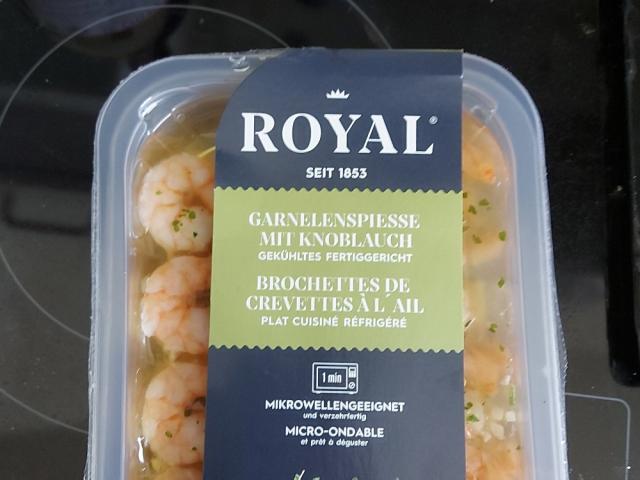 ROYAL®
SEIT 1853
GARNELENSPIESSE
MIT KNOBLAUCH
GEKÜHLTES FERTIGGERICHT
BROCHETTES DE
CREVETTES À L´AIL
PLAT CUISINÉ RÉFRIGÉRÉ
1 min
MIKROWELLENGEEIGNET
und verzehrfertig
MICRO-ONDABLE
et prêt à déguster